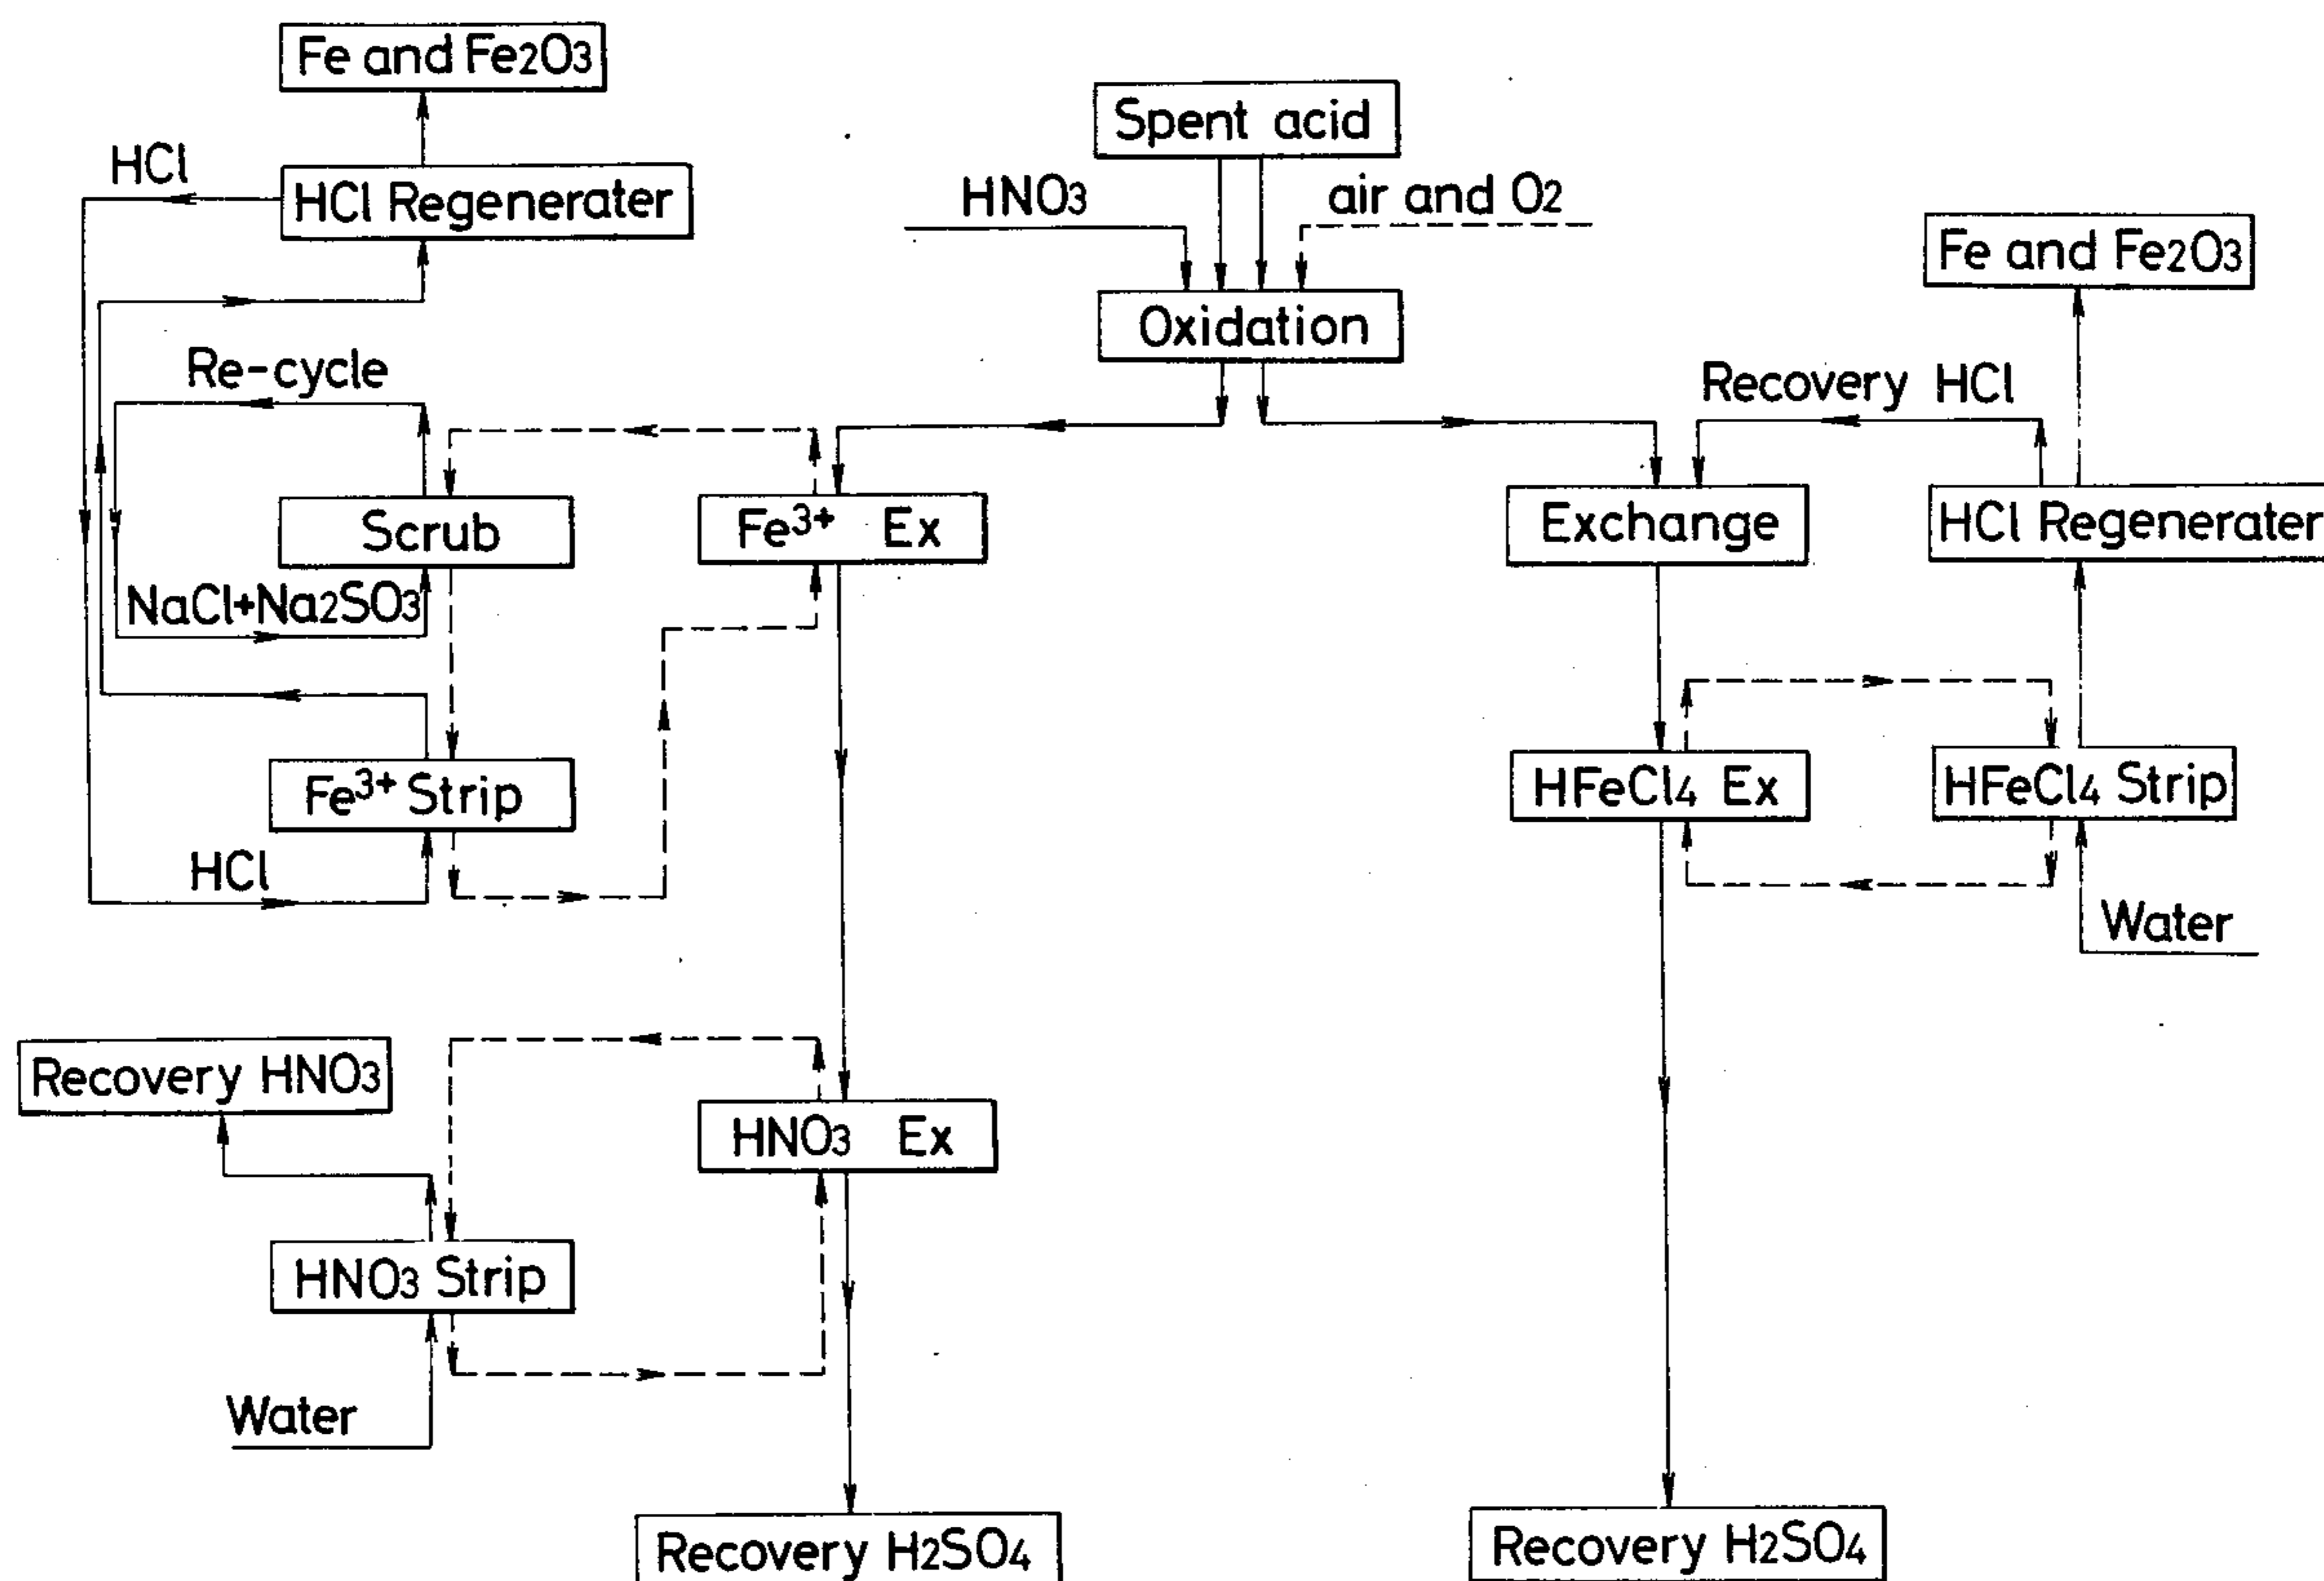 Fe and Fe2O3
Spent acid
HCl
HCl Regenerater
HNO3
air and O2
Fe and Fe2O3
Oxidation
Re-cycle
Recovery HCl
Scrub
Fe3+ Ex
Exchange
HCl Regenerater
NaCl+Na2SO3
Fe3+ Strip
HFeCl4 Ex
HFeCl4 Strip
HCl
Water
Recovery HNO3
HNO3 Ex
HNO3 Strip
Water
Recovery H2SO4
Recovery H2SO4